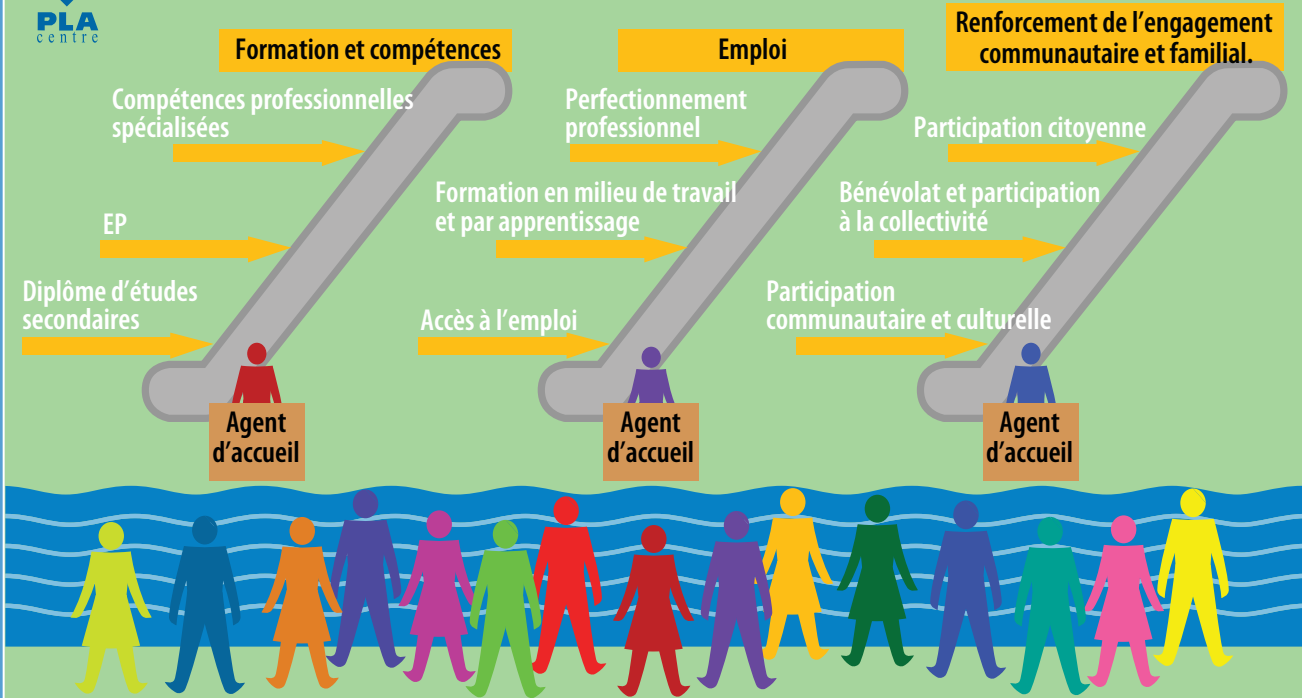 PLA
centre
Formation et compétences
Compétences professionnelles
spécialisées
EP
Diplôme d'études
secondaires
Agent
d'accueil
Emploi
Perfectionnement
professionnel
Formation en milieu de travail
et par apprentissage
Accès à l'emploi
Agent
d'accueil
Renforcement de l'engagement
communautaire et familial.
Participation citoyenne
Bénévolat et participation
à la collectivité
Participation
communautaire et culturelle
Agent
d'accueil